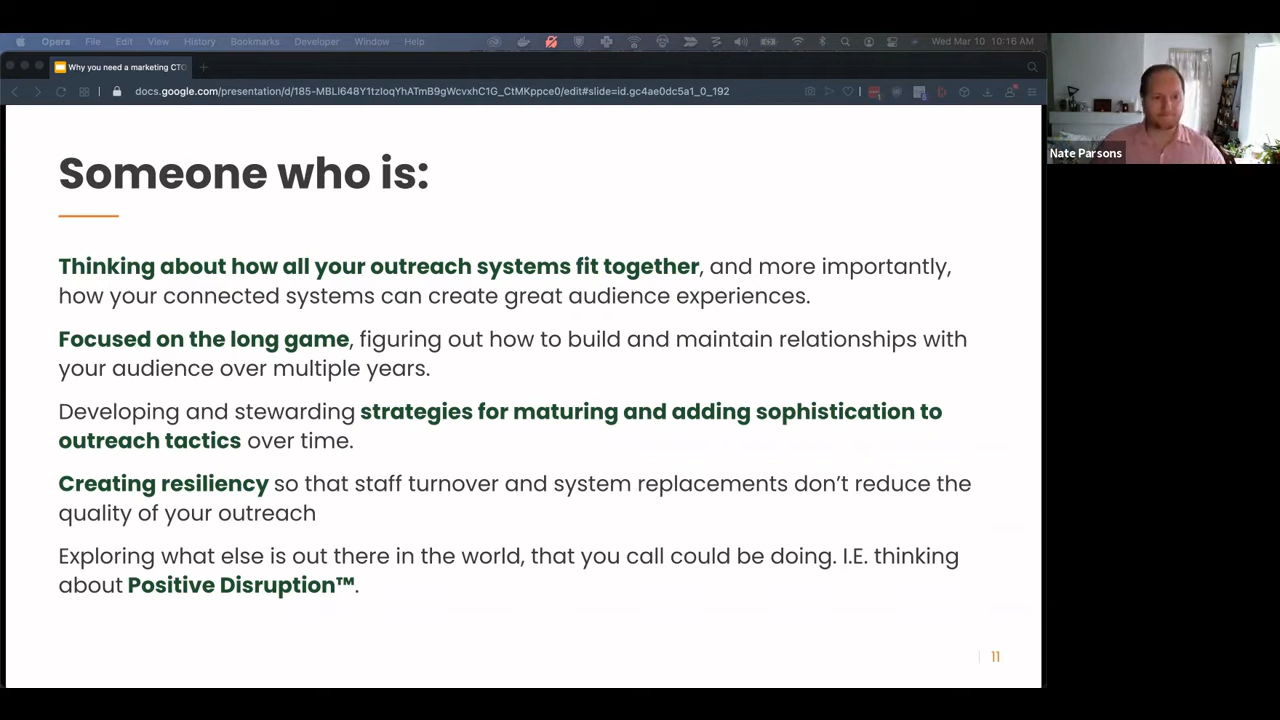 Opera File Edit View History Bookmarks Developer Window Help Wed Mar 10 10:16 AM
Why you need a marketing CTO
docs.google.com/presentation/d/185-MBLl648Y1tzloqYhATmB9gWcvxhC1G_CtMKppce0/edit#slide=id.gc4ae0dc5a1_0_192
Nate Parsons
Someone who is:
Thinking about how all your outreach systems fit together, and more importantly,
how your connected systems can create great audience experiences.
Focused on the long game, figuring out how to build and maintain relationships with
your audience over multiple years.
Developing and stewarding strategies for maturing and adding sophistication to
outreach tactics over time.
Creating resiliency so that staff turnover and system replacements don’t reduce the
quality of your outreach
Exploring what else is out there in the world, that you call could be doing. I.E. thinking
about Positive Disruption™.
11